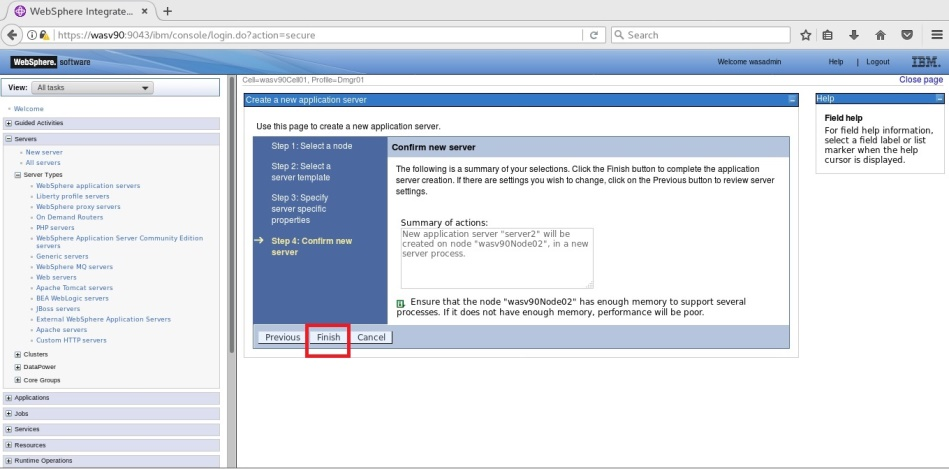 WebSphere Integrate...
https://wasv90:9043/ibm/console/login.do?action=secure
Search
WebSphere. software
Welcome wasadmin
Help | Logout
IBM.
View: All tasks
Cell=wasv90Cell01, Profile=Dmgr01
Close page
Welcome
Guided Activities
Servers
New server
All servers
Server Types
WebSphere application servers
Liberty profile servers
WebSphere proxy servers
On Demand Routers
PHP servers
WebSphere Application Server Community Edition
servers
Generic servers
WebSphere MQ servers
Web servers
Apache Tomcat servers
BEA WebLogic servers
JBoss servers
External WebSphere Application Servers
Apache servers
Custom HTTP servers
Clusters
DataPower
Core Groups
Applications
Jobs
Services
Resources
Runtime Operations
Create a new application server
Use this page to create a new application server.
Step 1: Select a node
Step 2: Select a
server template
Step 3: Specify
server specific
properties
Step 4: Confirm new
server
Confirm new server
The following is a summary of your selections. Click the Finish button to complete the application
server creation. If there are settings you wish to change, click on the Previous button to review server
settings.
Summary of actions:
New application server "server2" will be
created on node "wasv90Node02", in a new
server process.
Ensure that the node "wasv90Node02" has enough memory to support several
processes. If it does not have enough memory, performance will be poor.
Previous
Finish
Cancel
Help
Field help
For field help information,
select a field label or list
marker when the help
cursor is displayed.